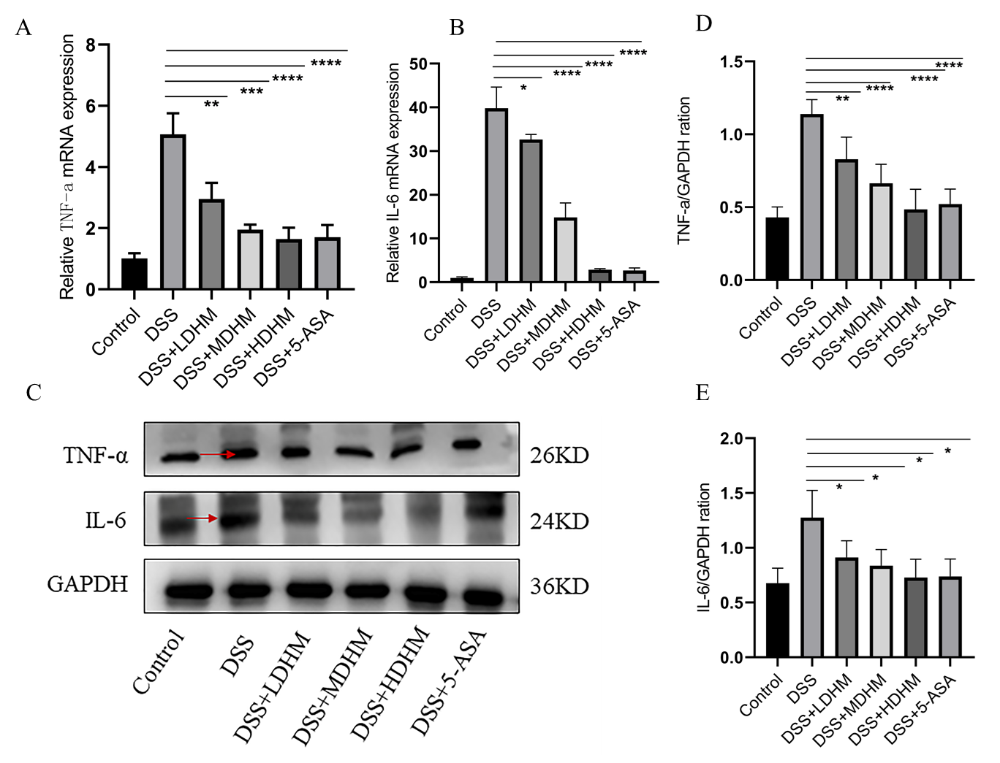 A
Relative TNF-a mRNA expression
8
6
4
2
0
****
****
***
**
Control
DSS
DSS+LDHM
DSS+MDHM
DSS+HDHM
DSS+5-ASA
B
Relative IL-6 mRNA expression
50
40
30
20
10
0
****
****
****
*
Control
DSS
DSS+LDHM
DSS+MDHM
DSS+HDHM
DSS+5-ASA
C
TNF-α
26KD
IL-6
24KD
GAPDH
36KD
Control
DSS
DSS+LDHM
DSS+MDHM
DSS+HDHM
DSS+5-ASA
D
TNF-a/GAPDH ration
1.5
1.0
0.5
0.0
****
****
****
**
Control
DSS
DSS+LDHM
DSS+MDHM
DSS+HDHM
DSS+5-ASA
E
IL-6/GAPDH ration
2.0
1.5
1.0
0.5
0.0
*
*
*
*
Control
DSS
DSS+LDHM
DSS+MDHM
DSS+HDHM
DSS+5-ASA